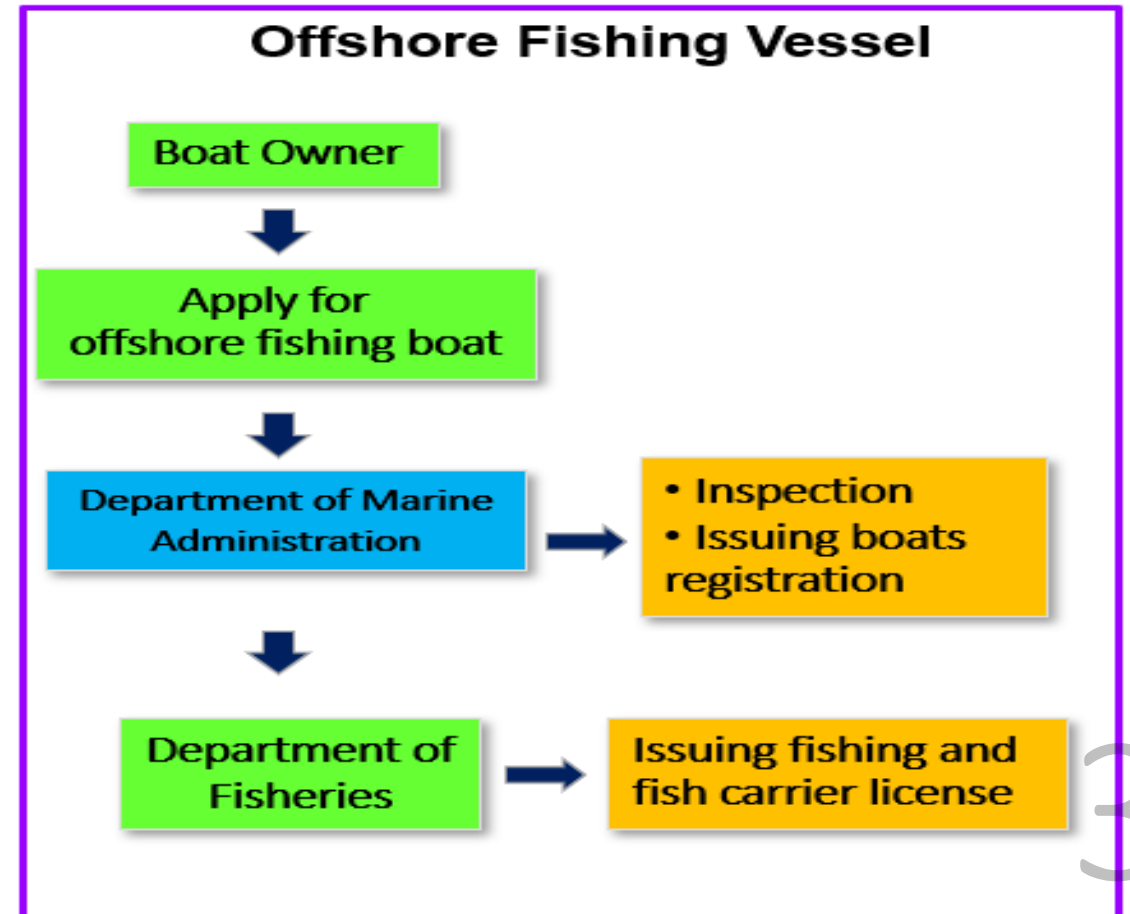 Offshore Fishing Vessel
Boat Owner
Apply for
offshore fishing boat
Department of Marine
Administration
• Inspection
• Issuing boats
registration
Department of
Fisheries
Issuing fishing and
fish carrier license
3